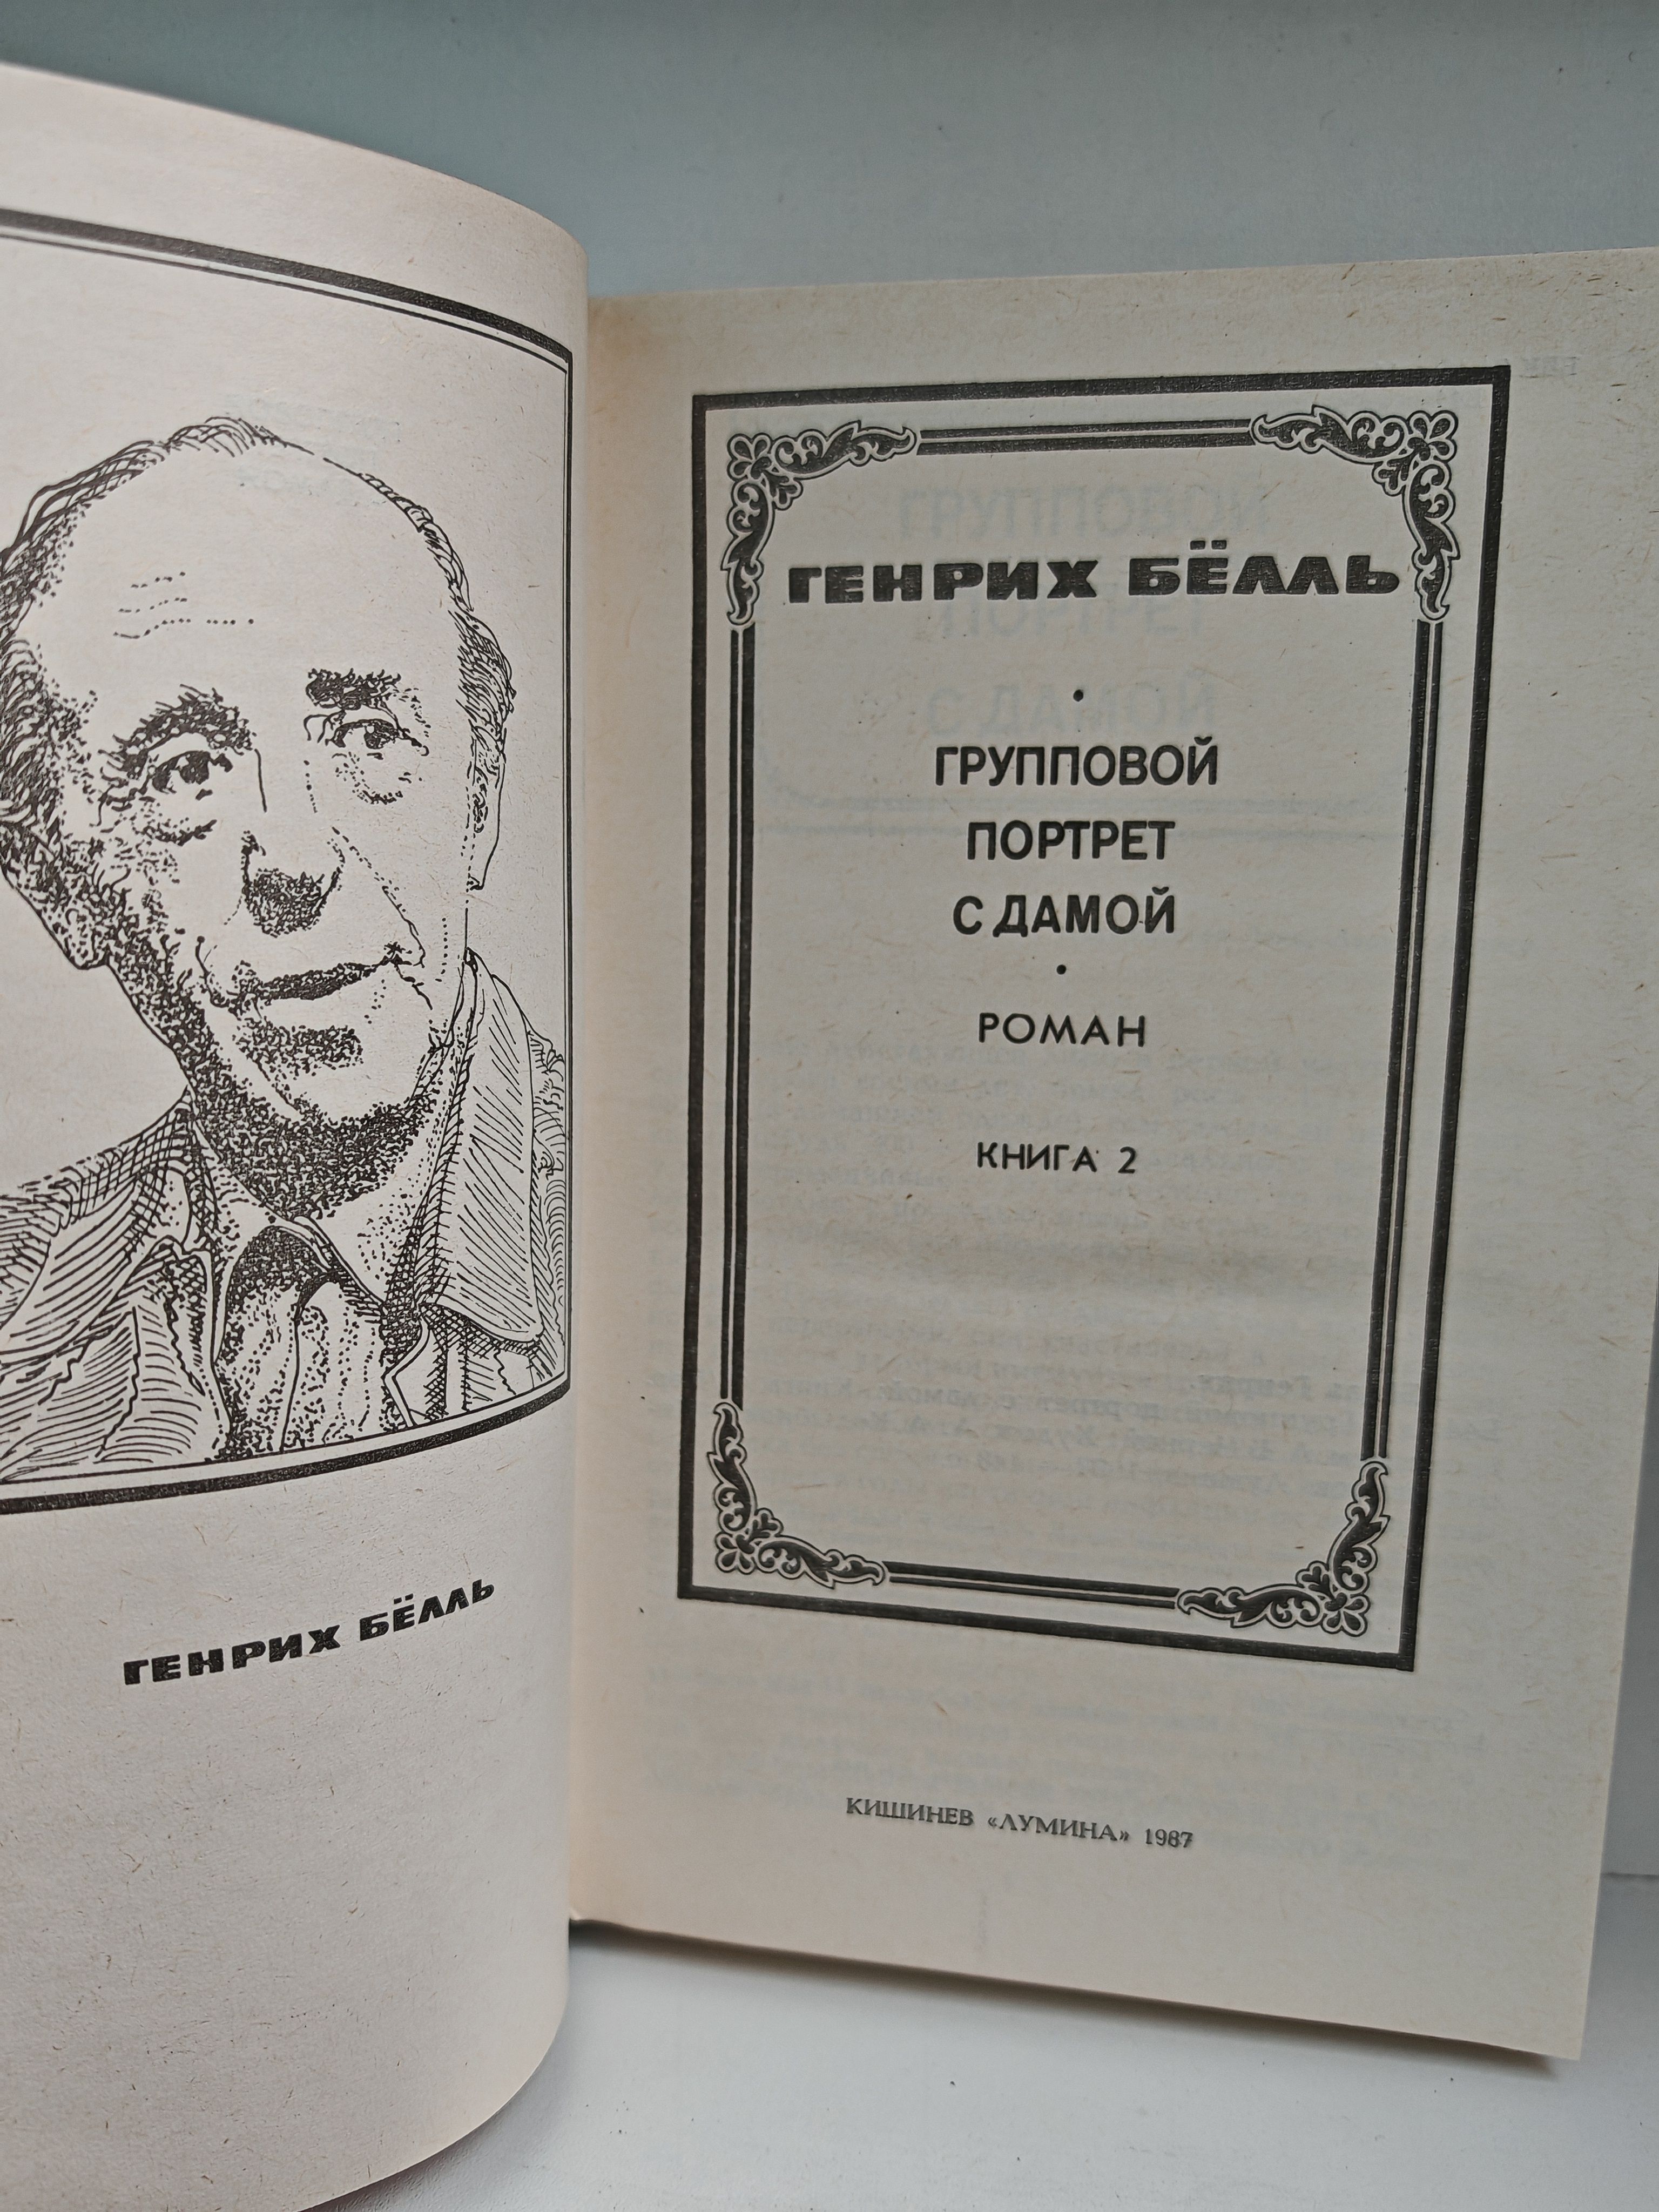 ГЕНРИХ БЁЛЛЬ
ГЕНРИХ БЁЛЛЬ
ГРУППОВОЙ
ПОРТРЕТ
С ДАМОЙ
РОМАН
КНИГА 2
КИШИНЕВ «ЛУМИНА» 1987